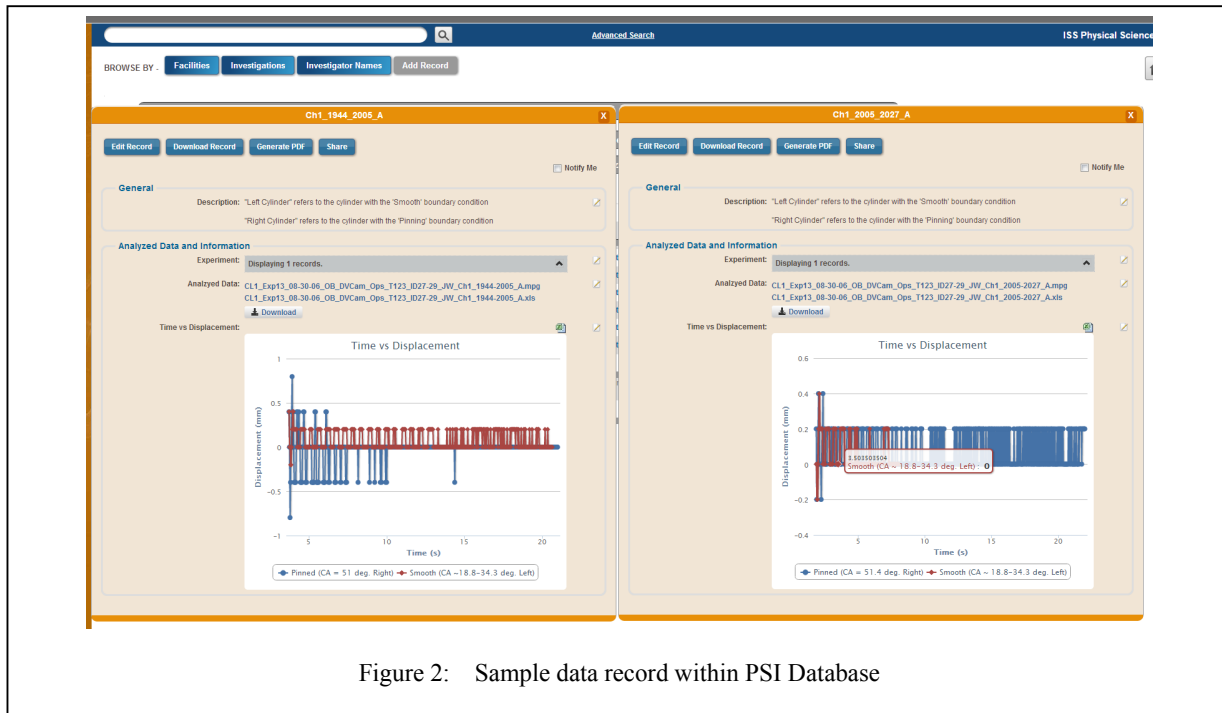 Advanced Search
ISS Physical Science
BROWSE BY -
Facilities
Investigations
Investigator Names
Add Record
Ch1_1944_2005_A
X
Edit Record
Download Record
Generate PDF
Share
Notify Me
General
Description: "Left Cylinder" refers to the cylinder with the 'Smooth' boundary condition
"Right Cylinder" refers to the cylinder with the 'Pinning' boundary condition
Analyzed Data and Information
Experiment: Displaying 1 records.
Analyzed Data: CL1_Exp13_08-30-06_OB_DVCam_Ops_T123_ID27-29_JW_Ch1_1944-2005_A.mpg
CL1_Exp13_08-30-06_OB_DVCam_Ops_T123_ID27-29_JW_Ch1_1944-2005_A.xls
Download
Time vs Displacement:
Time vs Displacement
1
0.5
0
-0.5
-1
Displacement (mm)
5 10 15 20
Time (s)
Pinned (CA = 51 deg. Right) Smooth (CA ~18.8-34.3 deg. Left)
Ch1_2005_2027_A
X
Edit Record
Download Record
Generate PDF
Share
Notify Me
General
Description: "Left Cylinder" refers to the cylinder with the 'Smooth' boundary condition
"Right Cylinder" refers to the cylinder with the 'Pinning' boundary condition
Analyzed Data and Information
Experiment: Displaying 1 records.
Analyzed Data: CL1_Exp13_08-30-06_OB_DVCam_Ops_T123_ID27-29_JW_Ch1_2005-2027_A.mpg
CL1_Exp13_08-30-06_OB_DVCam_Ops_T123_ID27-29_JW_Ch1_2005-2027_A.xls
Download
Time vs Displacement:
Time vs Displacement
0.6
0.4
0.2
0
-0.2
-0.4
Displacement (mm)
3.503503504
Smooth (CA ~ 18.8-34.3 deg. Left) : 0
5 10 15 20
Time (s)
Pinned (CA = 51.4 deg. Right) Smooth (CA ~ 18.8-34.3 deg. Left)
Figure 2: Sample data record within PSI Database